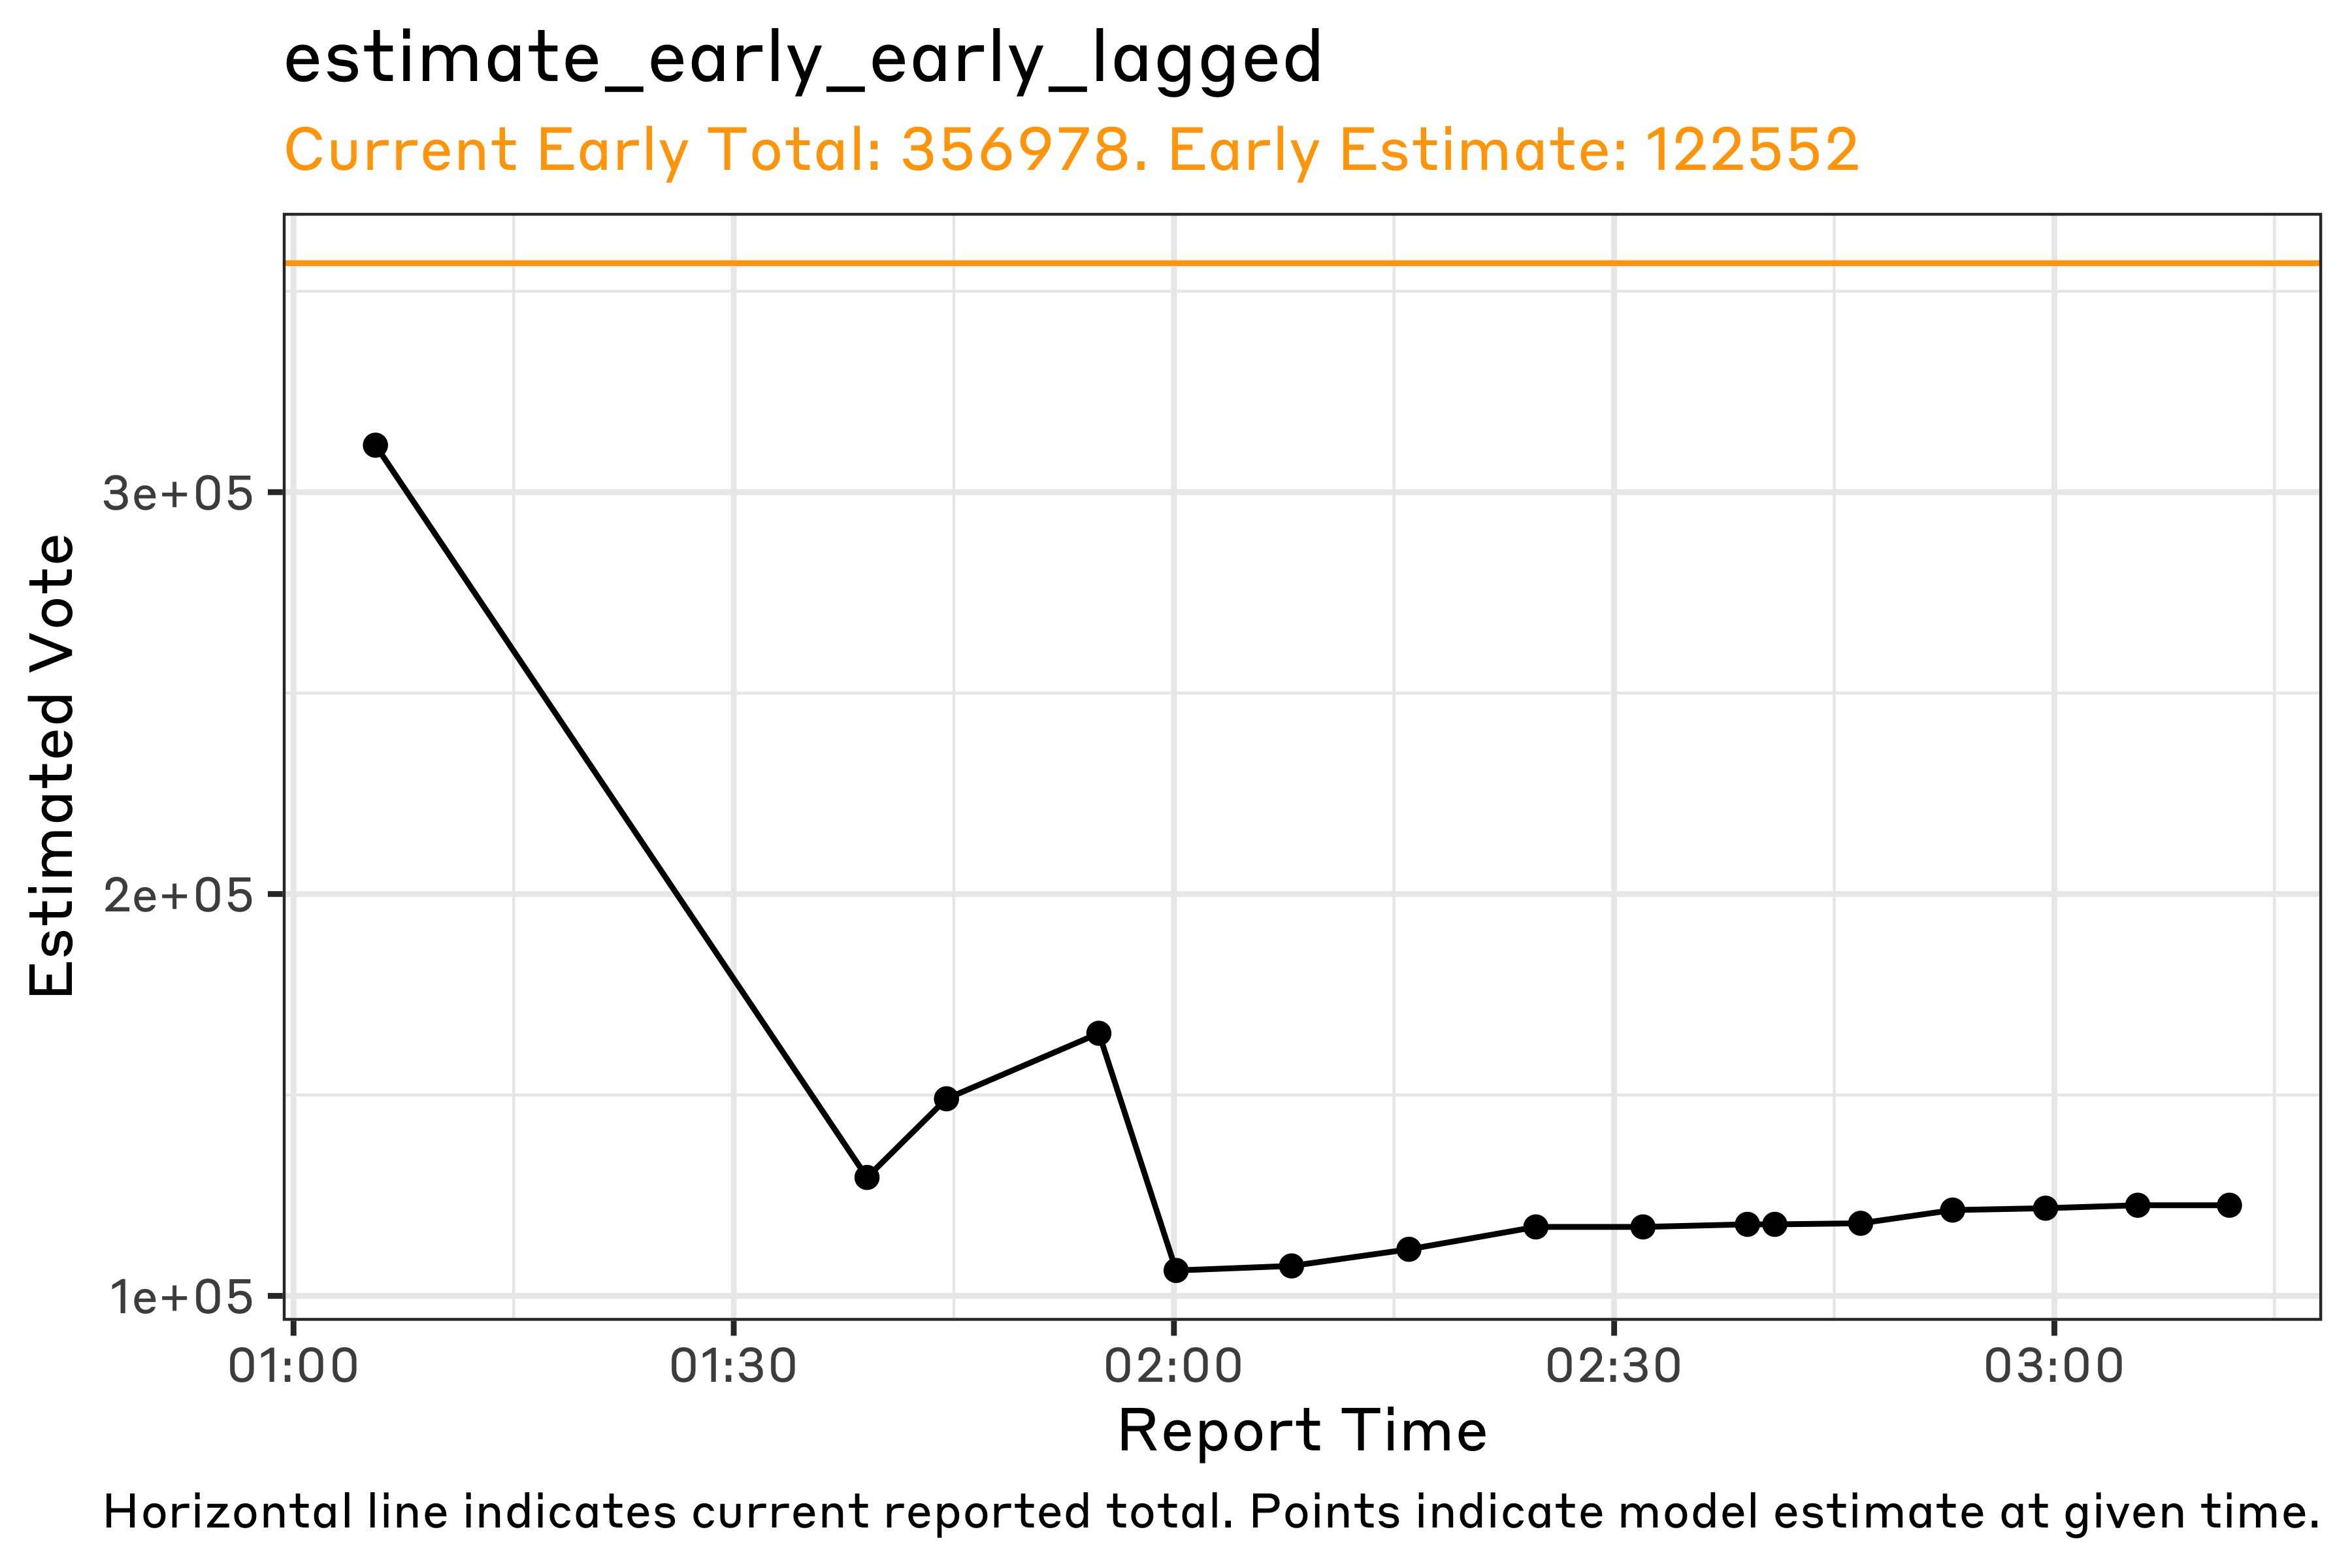 estimate_early_early_lagged
Current Early Total: 356978. Early Estimate: 122552
Estimated Vote
3e+05
2e+05
1e+05
01:00 01:30 02:00 02:30 03:00
Report Time
Horizontal line indicates current reported total. Points indicate model estimate at given time.